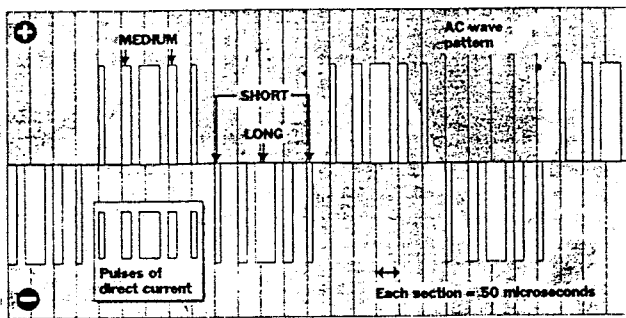 +
MEDIUM
AC wave
pattern
SHORT
LONG
Pulses of
direct current
Each section = 50 microseconds
−